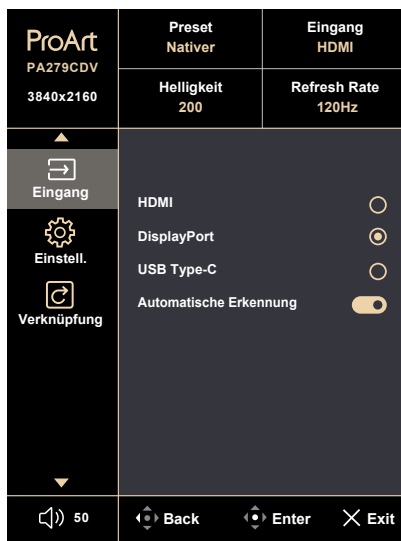 ProArt
PA279CDV
3840x2160
Preset
Nativer
Eingang
HDMI
Helligkeit
200
Refresh Rate
120Hz
Eingang
Einstell.
Verknüpfung
HDMI
DisplayPort
USB Type-C
Automatische Erkennung
50
Back
Enter
Exit